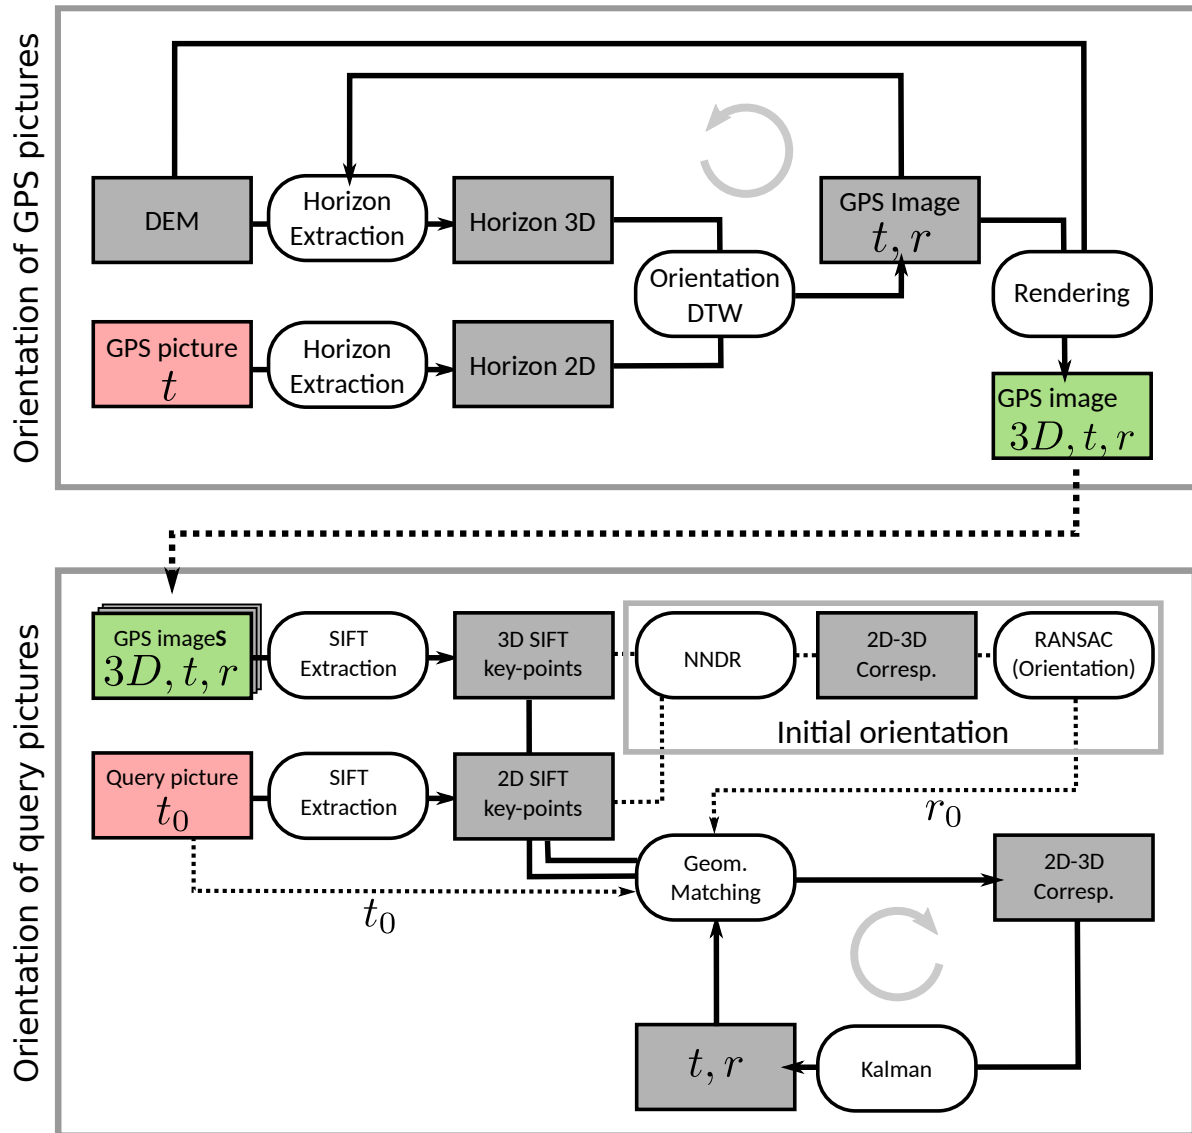 Orientation of GPS pictures
DEM
Horizon
Extraction
Horizon 3D
GPS Image
t, r
Orientation
DTW
Rendering
GPS picture
t
Horizon
Extraction
Horizon 2D
GPS image
3D, t, r
Orientation of query pictures
GPS imageS
3D, t, r
SIFT
Extraction
3D SIFT
key-points
NNDR
2D-3D
Corresp.
RANSAC
(Orientation)
Initial orientation
Query picture
t0
SIFT
Extraction
2D SIFT
key-points
r0
Geom.
Matching
2D-3D
Corresp.
t0
t, r
Kalman